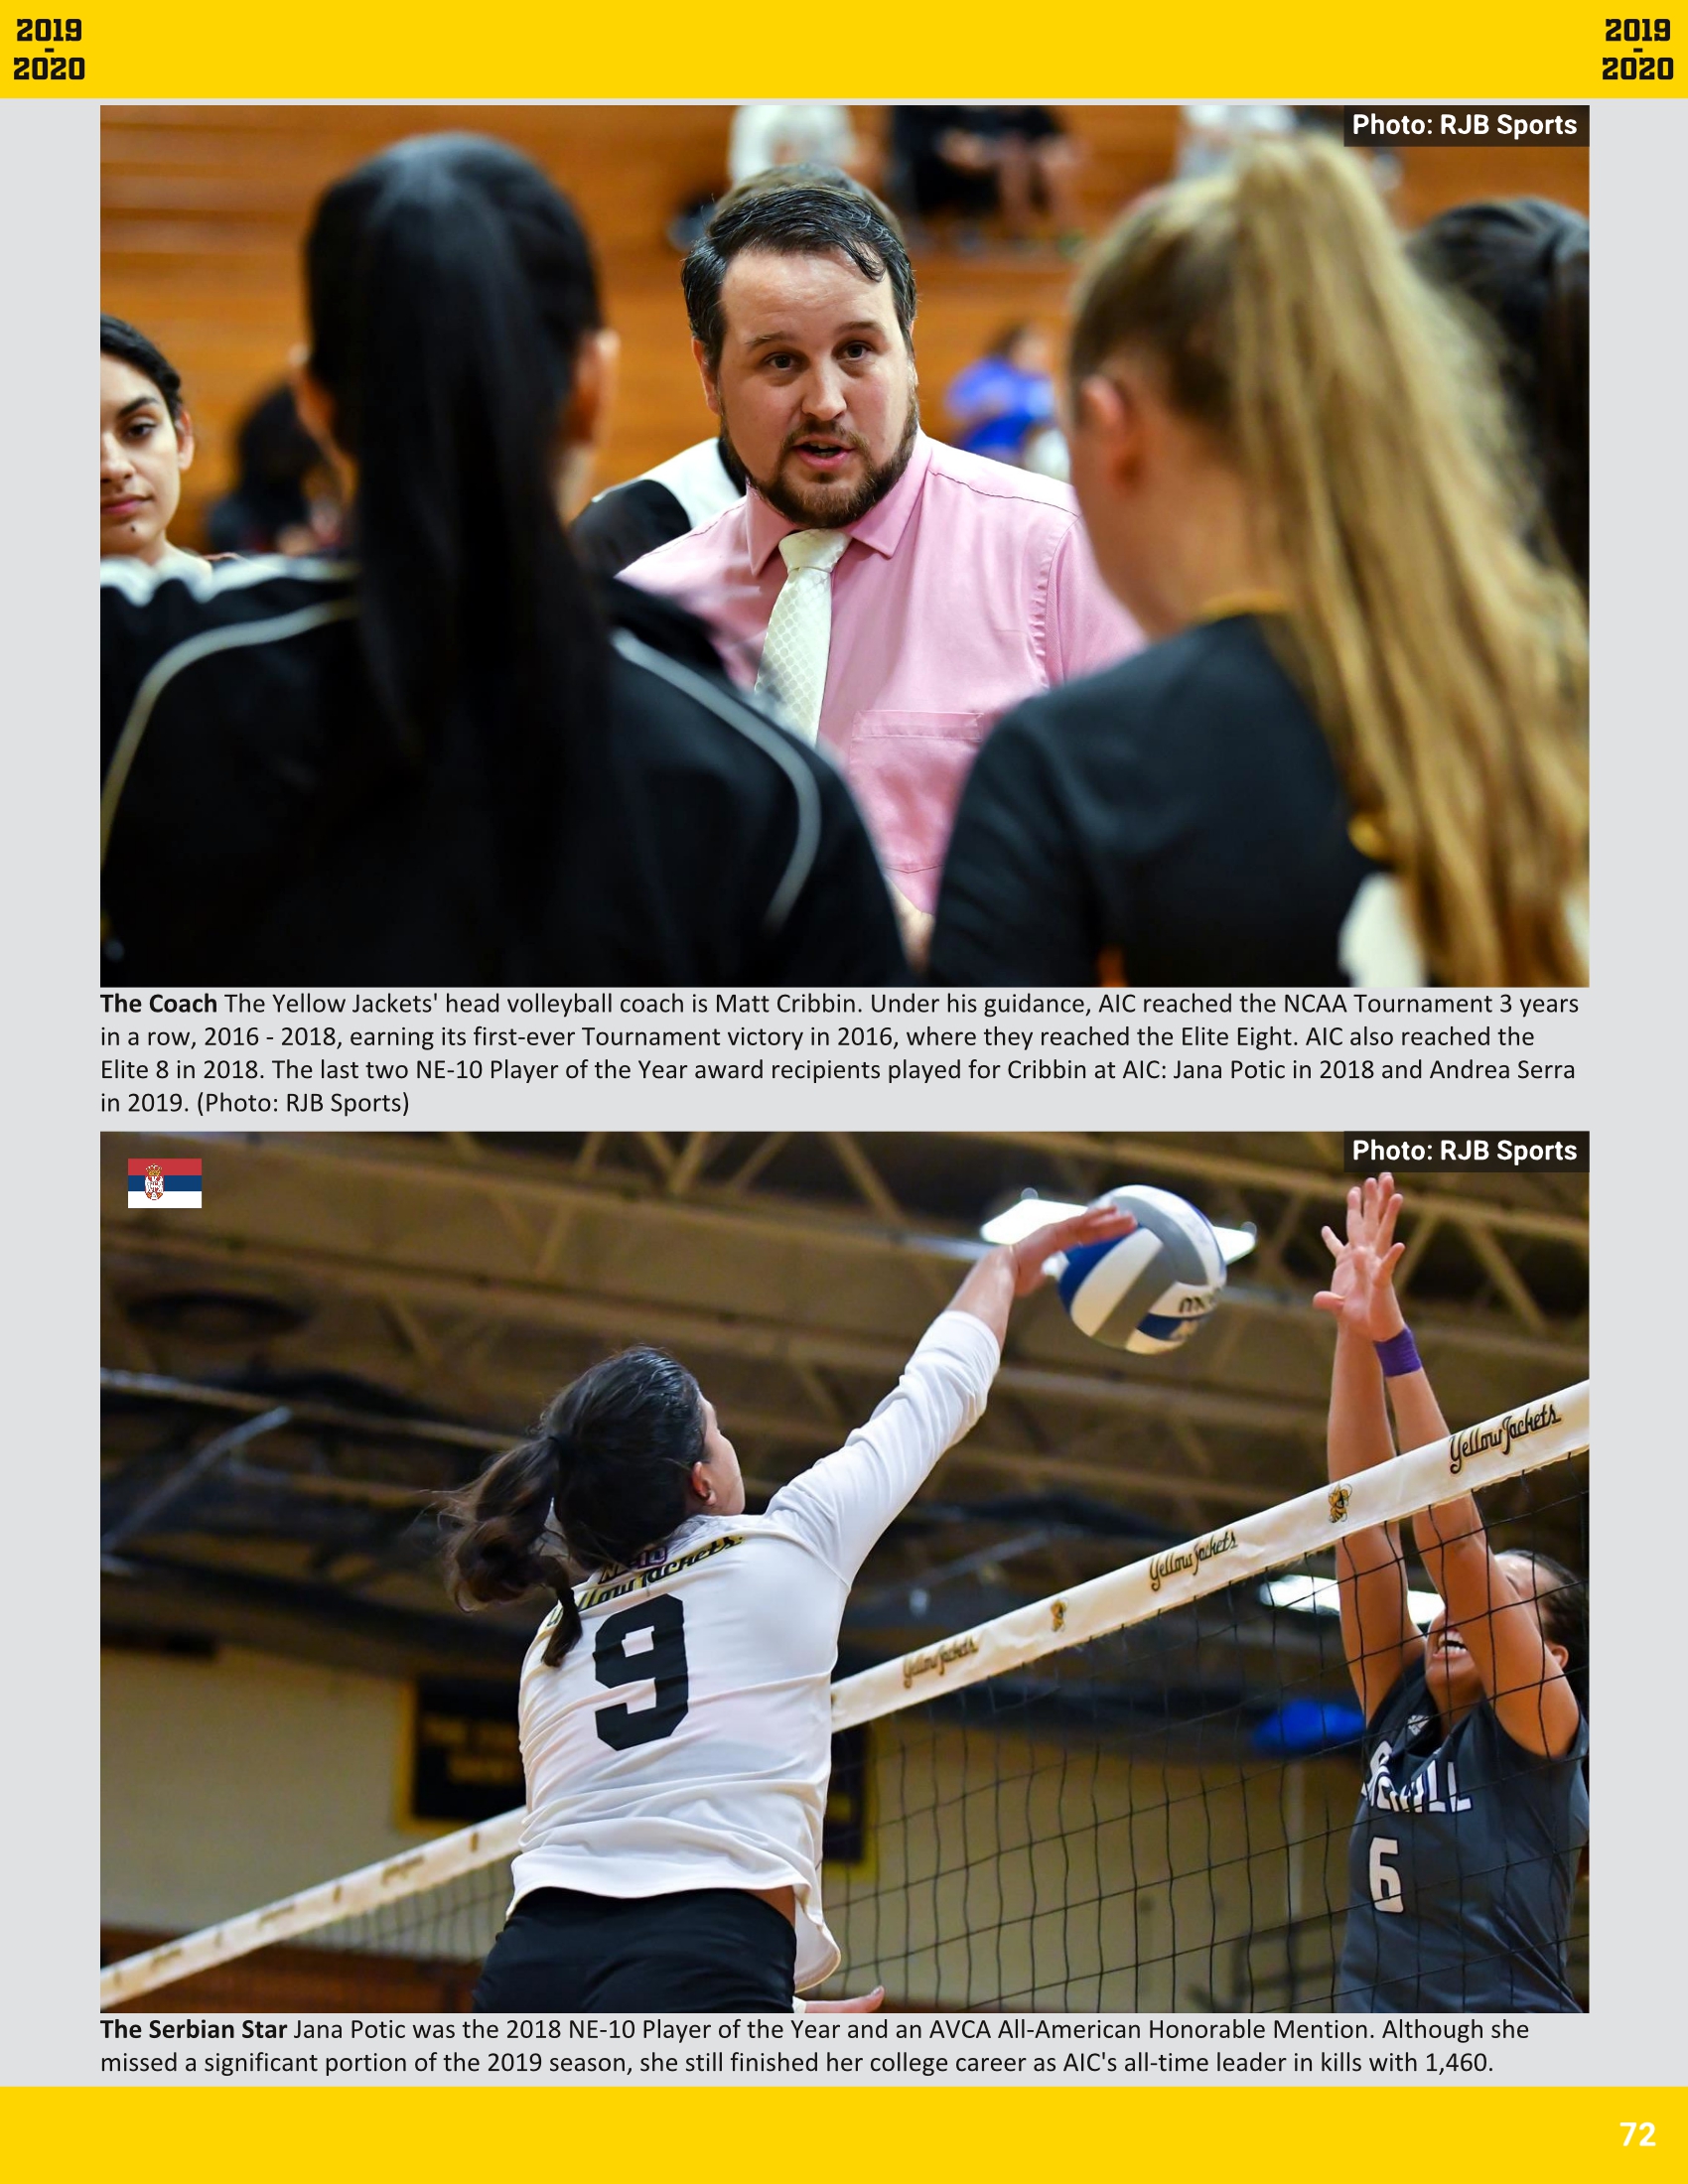 2019
-
2020
2019
-
2020
Photo: RJB Sports
The Coach The Yellow Jackets' head volleyball coach is Matt Cribbin. Under his guidance, AIC reached the NCAA Tournament 3 years
in a row, 2016 - 2018, earning its first-ever Tournament victory in 2016, where they reached the Elite Eight. AIC also reached the
Elite 8 in 2018. The last two NE-10 Player of the Year award recipients played for Cribbin at AIC: Jana Potic in 2018 and Andrea Serra
in 2019. (Photo: RJB Sports)
Photo: RJB Sports
Yellow Jackets
Yellow Jackets
Yellow Jackets
Yellow Jackets
9
6
The Serbian Star Jana Potic was the 2018 NE-10 Player of the Year and an AVCA All-American Honorable Mention. Although she
missed a significant portion of the 2019 season, she still finished her college career as AIC's all-time leader in kills with 1,460.
72